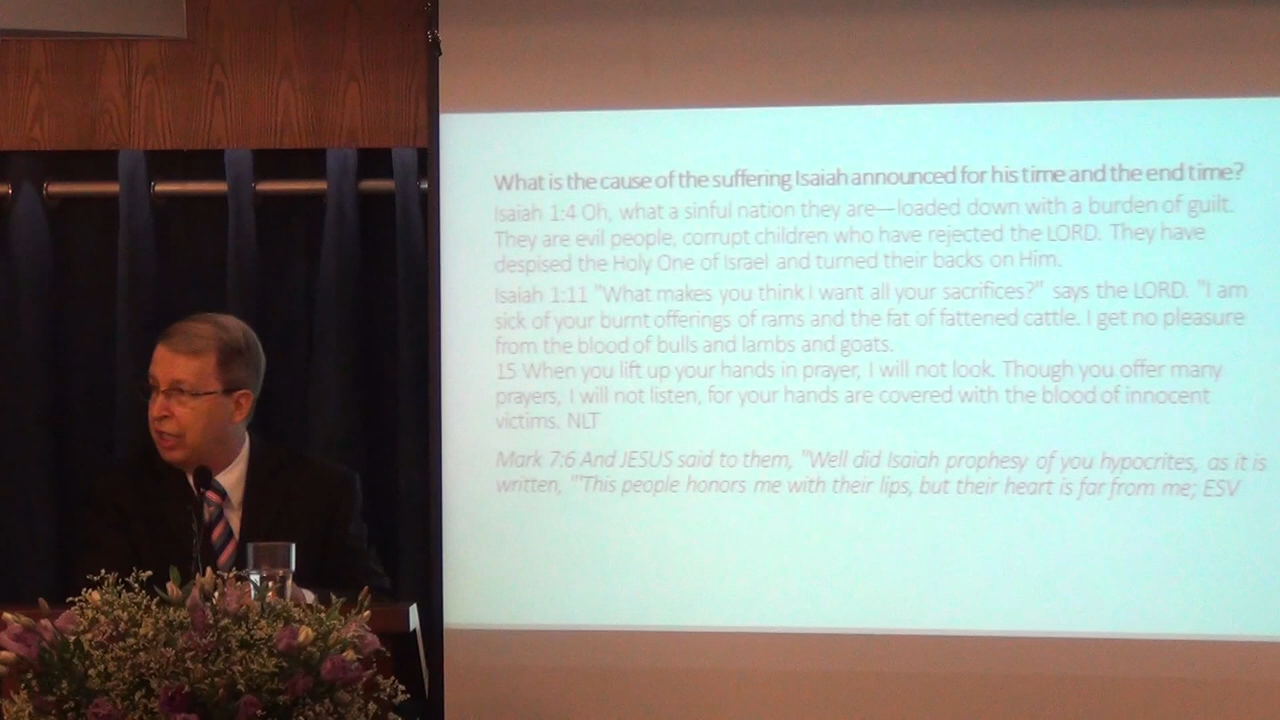 What is the cause of the suffering Isaiah announced for his time and the end time?
Isaiah 1:4 Oh, what a sinful nation they are—loaded down with a burden of guilt.
They are evil people, corrupt children who have rejected the LORD. They have
despised the Holy One of Israel and turned their backs on Him.
Isaiah 1:11 "What makes you think I want all your sacrifices?" says the LORD. "I am
sick of your burnt offerings of rams and the fat of fattened cattle. I get no pleasure
from the blood of bulls and lambs and goats.
15 When you lift up your hands in prayer, I will not look. Though you offer many
prayers, I will not listen, for your hands are covered with the blood of innocent
victims. NLT
Mark 7:6 And JESUS said to them, "Well did Isaiah prophesy of you hypocrites, as it is
written, "'This people honors me with their lips, but their heart is far from me; ESV